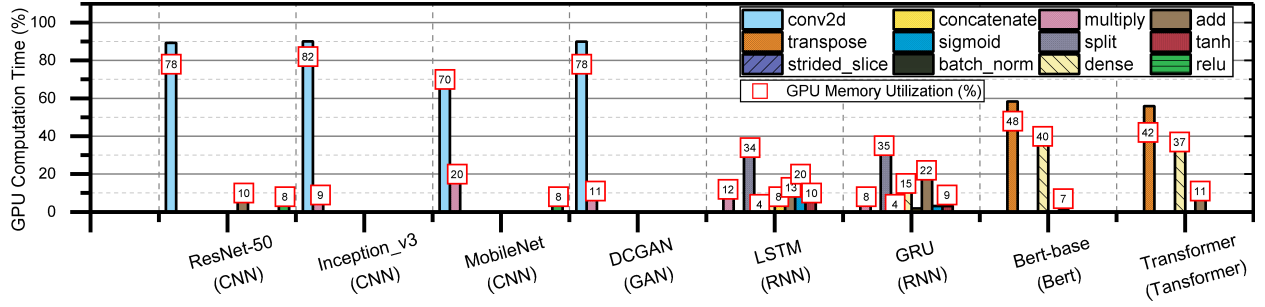 GPU Computation Time (%)
100
80
60
40
20
0
conv2d concatenate multiply add
transpose sigmoid split tanh
strided_slice batch_norm dense relu
GPU Memory Utilization (%)
78 10 8
82 9
70 20 8
78 11
12 34 4 8 13 20 10
8 35 4 15 22 9
48 40 7
42 37 11
ResNet-50
(CNN)
Inception_v3
(CNN)
MobileNet
(CNN)
DCGAN
(GAN)
LSTM
(RNN)
GRU
(RNN)
Bert-base
(Bert)
Transformer
(Tansformer)